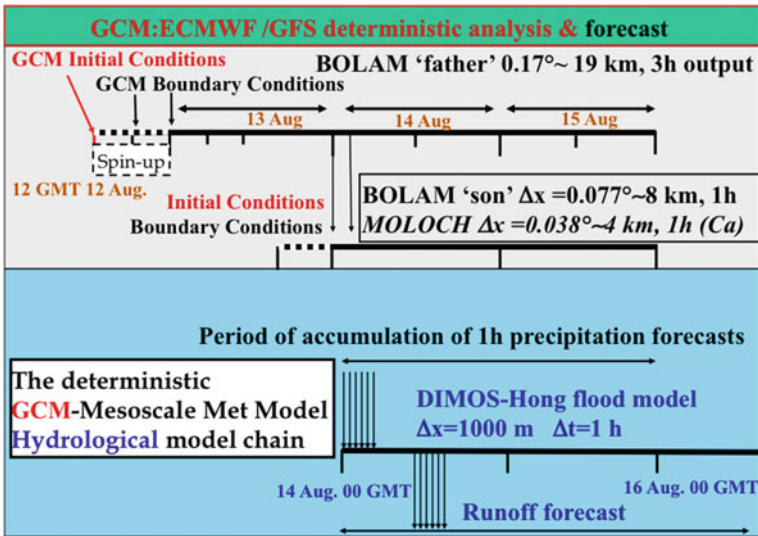 GCM:ECMWF /GFS deterministic analysis & forecast
GCM Initial Conditions
BOLAM ‘father’ 0.17°~ 19 km, 3h output
GCM Boundary Conditions
13 Aug
14 Aug
15 Aug
Spin-up
12 GMT 12 Aug.
Initial Conditions
Boundary Conditions
BOLAM ‘son’ Δx =0.077°~8 km, 1h
MOLOCH Δx =0.038°~4 km, 1h (Ca)
Period of accumulation of 1h precipitation forecasts
The deterministic
GCM-Mesoscale Met Model
Hydrological model chain
DIMOS-Hong flood model
Δx=1000 m Δt=1 h
14 Aug. 00 GMT
16 Aug. 00 GMT
Runoff forecast